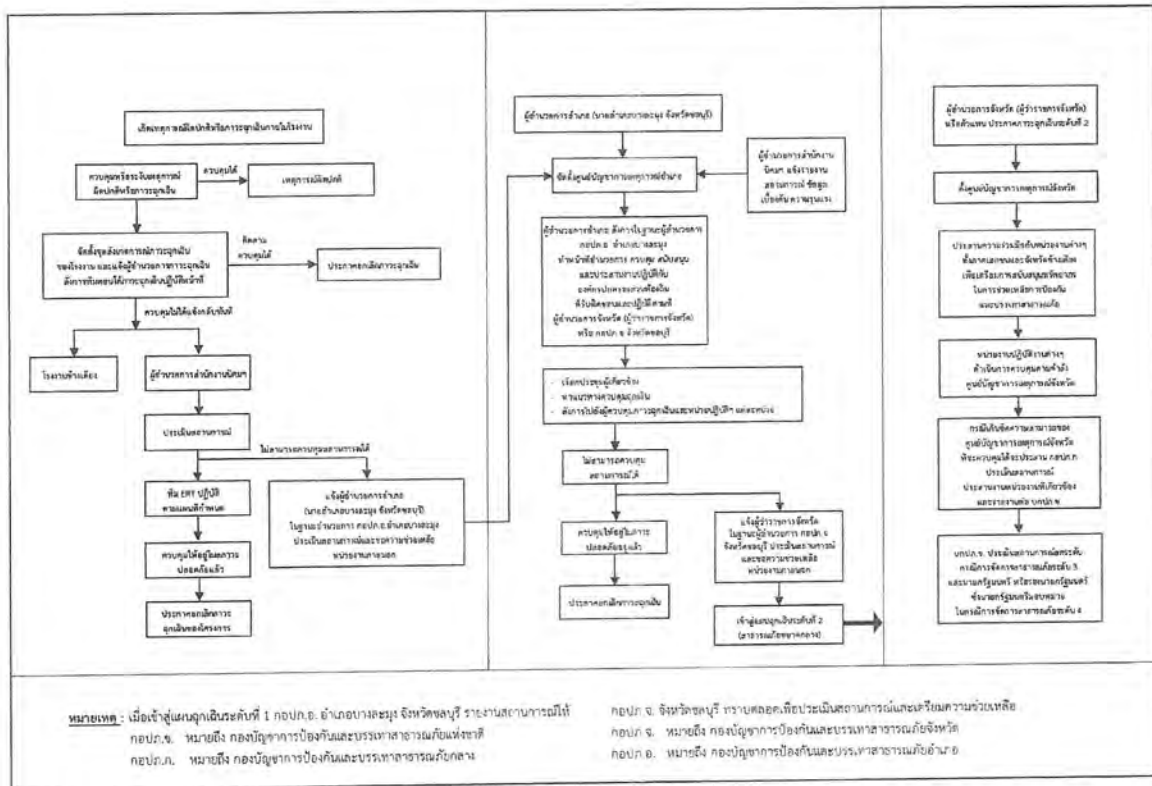 เกิดเหตุการณ์ผิดปกติหรือภาวะฉุกเฉินภายในโรงงาน
ควบคุมหรือระงับเหตุการณ์
ผิดปกติหรือภาวะฉุกเฉิน
ควบคุมได้
เหตุการณ์ผิดปกติ
จัดตั้งชุดสั่งการภาวะฉุกเฉิน
ของโรงงาน และแจ้งผู้อำนวยการภาวะฉุกเฉิน
สั่งการทีมตอบโต้ภาวะฉุกเฉินปฏิบัติหน้าที่
ติดตาม
ควบคุมได้
ประกาศยกเลิกภาวะฉุกเฉิน
ควบคุมไม่ได้แจ้งกลับทันที
โรงงานข้างเคียง
ผู้อำนวยการสำนักงานนิคมฯ
ประเมินสถานการณ์
ไม่สามารถควบคุมสถานการณ์ได้
ทีม ERT ปฏิบัติ
ตามแผนที่กำหนด
ควบคุมให้อยู่ในภาวะ
ปลอดภัยแล้ว
ประกาศยกเลิกภาวะ
ฉุกเฉินของโครงการ
แจ้งผู้อำนวยการอำเภอ
(นายอำเภอบางละมุง จังหวัดชลบุรี)
ในฐานะผู้อำนวยการ กอปภ.อ.อำเภอบางละมุง
ประเมินสถานการณ์และขอความช่วยเหลือ
หน่วยงานภายนอก
ผู้อำนวยการอำเภอ (นายอำเภอบางละมุง จังหวัดชลบุรี)
จัดตั้งศูนย์บัญชาการเหตุการณ์อำเภอ
ผู้อำนวยการสำนักงาน
นิคมฯ แจ้งรายงาน
สถานการณ์ ข้อมูล
เบื้องต้น ความรุนแรง
ผู้อำนวยการอำเภอ สั่งการในฐานะผู้อำนวยการ
กอปภ.อ อำเภอบางละมุง
ทำหน้าที่อำนวยการ ควบคุม สนับสนุน
และประสานงานปฏิบัติกับ
องค์กรปกครองส่วนท้องถิ่น
ที่รับผิดชอบและปฏิบัติตามที่
ผู้อำนวยการจังหวัด (ผู้ว่าราชการจังหวัด)
หรือ กอปภ.จ จังหวัดชลบุรี
- เรียกประชุมผู้เกี่ยวข้อง
- หาแนวทางควบคุมฉุกเฉิน
- สั่งการไปยังผู้ควบคุมภาวะฉุกเฉินและหน่วยปฏิบัติฯ แต่ละหน่วย
ไม่สามารถควบคุม
สถานการณ์ได้
ควบคุมให้อยู่ในภาวะ
ปลอดภัยแล้ว
ประกาศยกเลิกภาวะฉุกเฉิน
แจ้งผู้ว่าราชการจังหวัด
ในฐานะผู้อำนวยการ กอปภ.จ
จังหวัดชลบุรี ประเมินสถานการณ์
และขอความช่วยเหลือ
หน่วยงานภายนอก
เข้าสู่แผนฉุกเฉินระดับที่ 2
(สาธารณภัยขนาดกลาง)
ผู้อำนวยการจังหวัด (ผู้ว่าราชการจังหวัด)
หรือตัวแทน ประกาศภาวะฉุกเฉินระดับที่ 2
ตั้งศูนย์บัญชาการเหตุการณ์จังหวัด
ประสานความร่วมมือกับหน่วยงานต่างๆ
ทั้งภาคเอกชนและจังหวัดข้างเคียง
เพื่อเตรียมการสนับสนุนทรัพยากร
ในการช่วยเหลือการป้องกัน
และบรรเทาสาธารณภัย
หน่วยงานปฏิบัติงานต่างๆ
ดำเนินการควบคุมตามคำสั่ง
ศูนย์บัญชาการเหตุการณ์จังหวัด
กรณีเกินขีดความสามารถของ
ศูนย์บัญชาการเหตุการณ์จังหวัด
ที่จะควบคุมได้จะประสาน กอปภ.ก
ประเมินสถานการณ์
ประสานงานหน่วยงานที่เกี่ยวข้อง
และรายงานต่อ บกปภ.ช
บกปภ.ช. ประเมินสถานการณ์ยกระดับ
กรณีการจัดการสาธารณภัยระดับ 3
และนายกรัฐมนตรี หรือรองนายกรัฐมนตรี
ซึ่งนายกรัฐมนตรีมอบหมาย
ในกรณีการจัดการสาธารณภัยระดับ 4
หมายเหตุ : เมื่อเข้าสู่แผนฉุกเฉินระดับที่ 1 กอปภ.อ. อำเภอบางละมุง จังหวัดชลบุรี รายงานสถานการณ์ให้ กอปภ.จ. จังหวัดชลบุรี ทราบตลอดเพื่อประเมินสถานการณ์และเตรียมความช่วยเหลือ
กอปภ.ช. หมายถึง กองบัญชาการป้องกันและบรรเทาสาธารณภัยแห่งชาติ
กอปภ.จ. หมายถึง กองบัญชาการป้องกันและบรรเทาสาธารณภัยจังหวัด
กอปภ.ก. หมายถึง กองบัญชาการป้องกันและบรรเทาสาธารณภัยกลาง
กอปภ.อ. หมายถึง กองบัญชาการป้องกันและบรรเทาสาธารณภัยอำเภอ